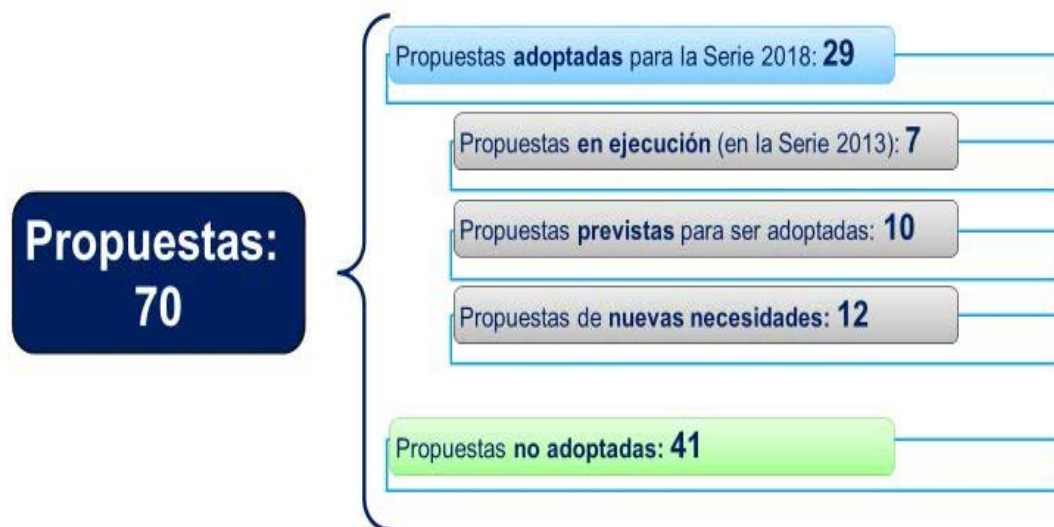 Propuestas:
70
Propuestas adoptadas para la Serie 2018: 29
Propuestas en ejecución (en la Serie 2013): 7
Propuestas previstas para ser adoptadas: 10
Propuestas de nuevas necesidades: 12
Propuestas no adoptadas: 41